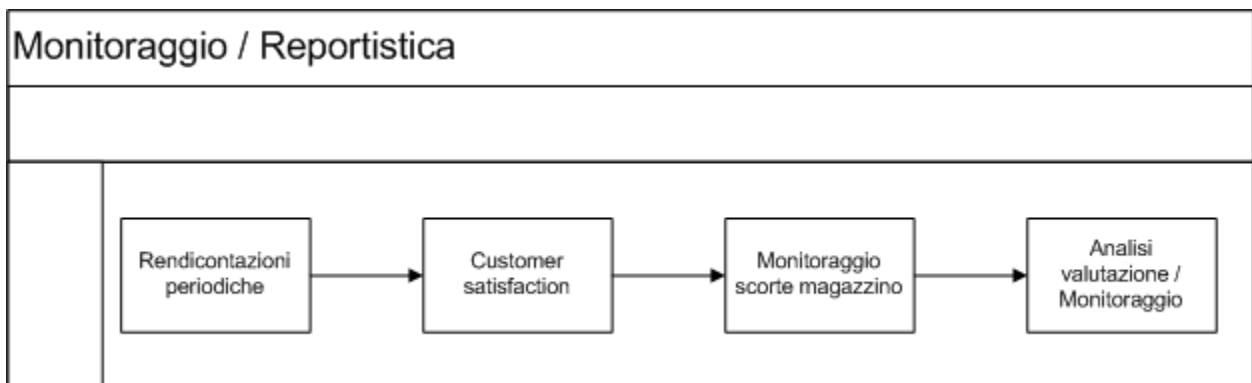 Monitoraggio / Reportistica
Rendicontazioni
periodiche
Customer
satisfaction
Monitoraggio
scorte magazzino
Analisi
valutazione /
Monitoraggio